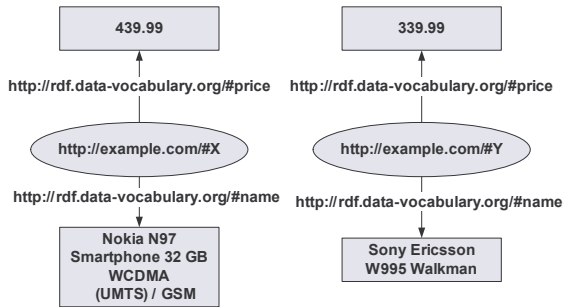 439.99
http://rdf.data-vocabulary.org/#price
http://example.com/#X
http://rdf.data-vocabulary.org/#name
Nokia N97
Smartphone 32 GB
WCDMA
(UMTS) / GSM
339.99
http://rdf.data-vocabulary.org/#price
http://example.com/#Y
http://rdf.data-vocabulary.org/#name
Sony Ericsson
W995 Walkman